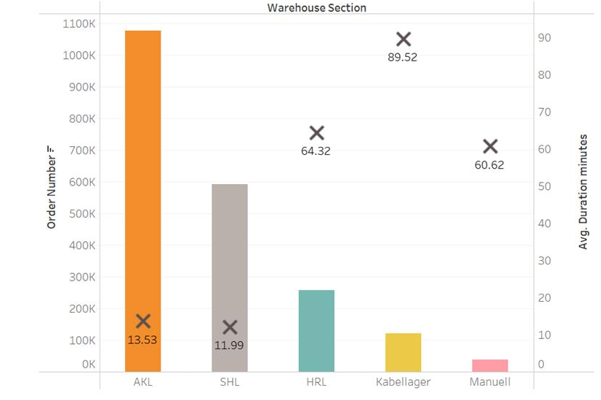 Warehouse Section
1100K
1000K
900K
800K
700K
600K
500K
400K
300K
200K
100K
0K
Order Number
90
80
70
60
50
40
30
20
10
0
Avg. Duration minutes
13.53
11.99
64.32
89.52
60.62
AKL
SHL
HRL
Kabellager
Manuell